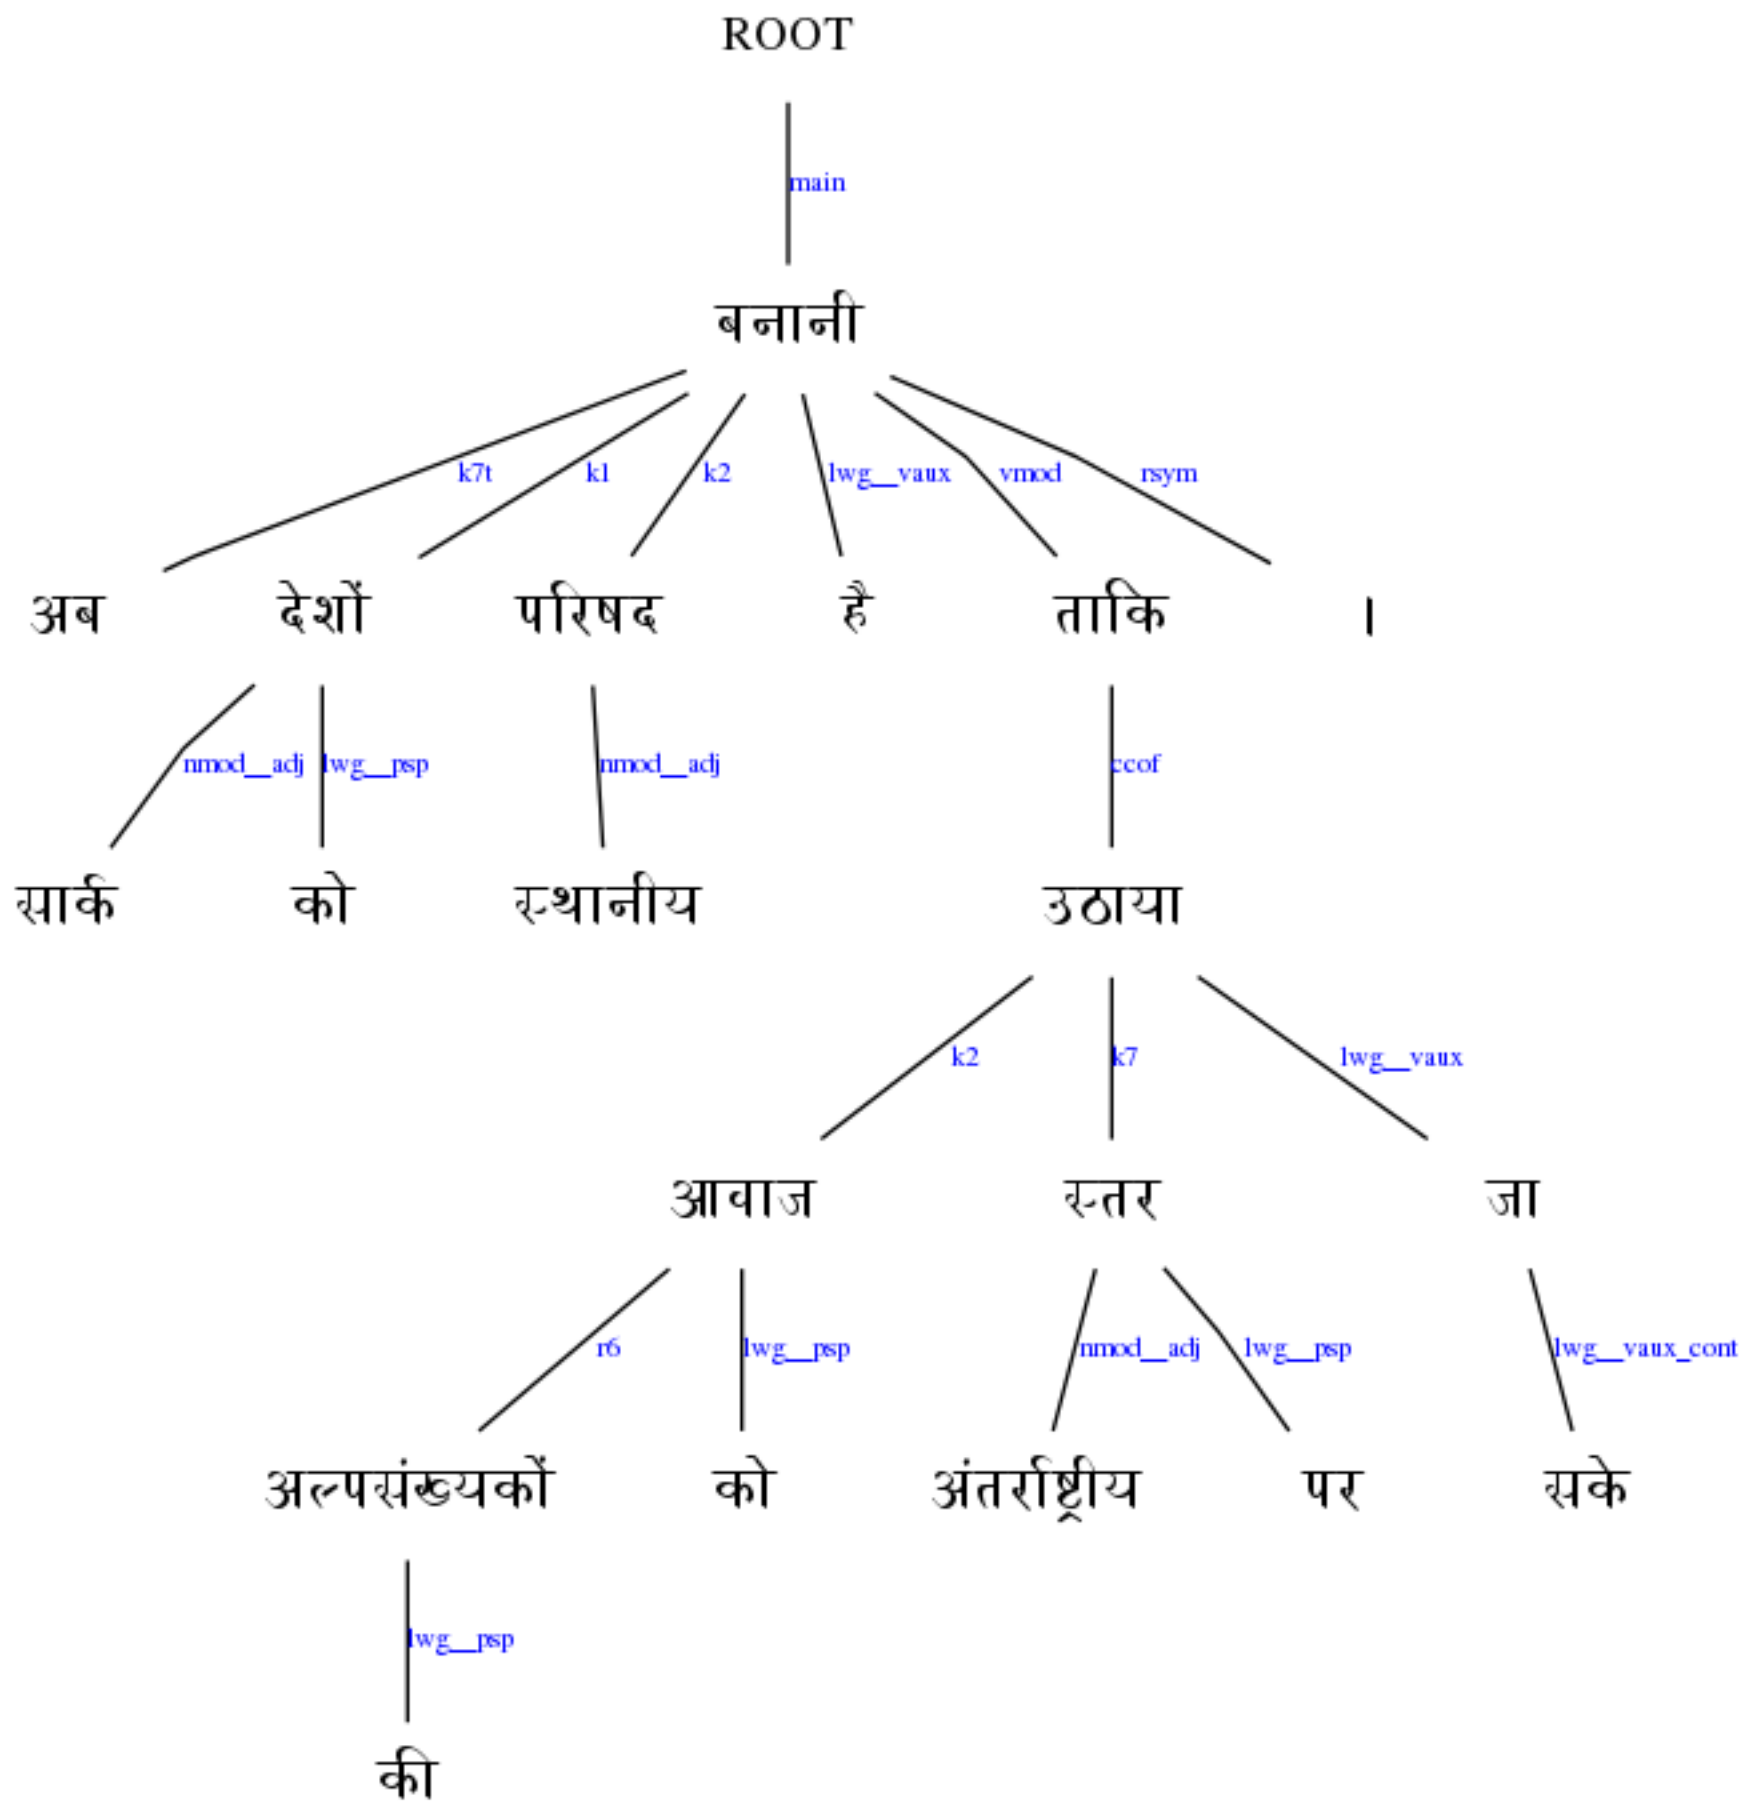 ROOT
main
बनानी
k7t k1 k2 lwg__vaux vmod rsym
अब देशों परिषद है ताकि ।
nmod__adj lwg__psp nmod__adj ccof
सार्क को स्थानीय उठाया
k2 k7 lwg__vaux
आवाज स्तर जा
r6 lwg__psp nmod__adj lwg__psp lwg__vaux_cont
अल्पसंख्यकों को अंतर्राष्ट्रीय पर सके
lwg__psp
की